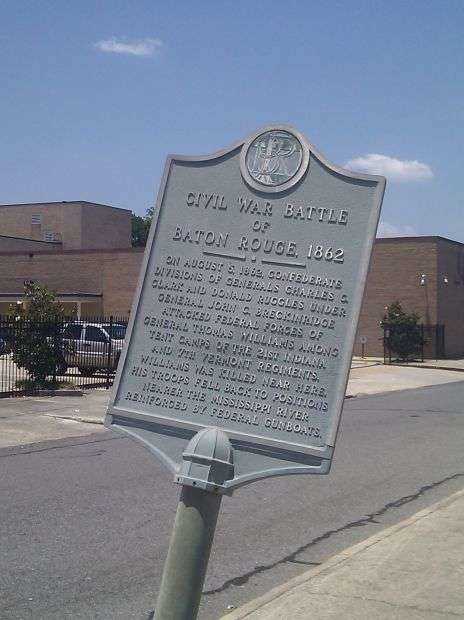 BR
CIVIL WAR BATTLE
OF
BATON ROUGE, 1862
ON AUGUST 5, 1862, CONFEDERATE
DIVISIONS OF GENERALS CHARLES C.
CLARK AND DONALD RUGGLES UNDER
GENERAL JOHN C. BRECKINRIDGE
ATTACKED FEDERAL FORCES OF
GENERAL THOMAS WILLIAMS AMONG
TENT CAMPS OF THE 21ST INDIANA
AND 7TH VERMONT REGIMENTS.
WILLIAMS WAS KILLED NEAR HERE.
HIS TROOPS FELL BACK TO POSITIONS
NEARER THE MISSISSIPPI RIVER
REINFORCED BY FEDERAL GUNBOATS.